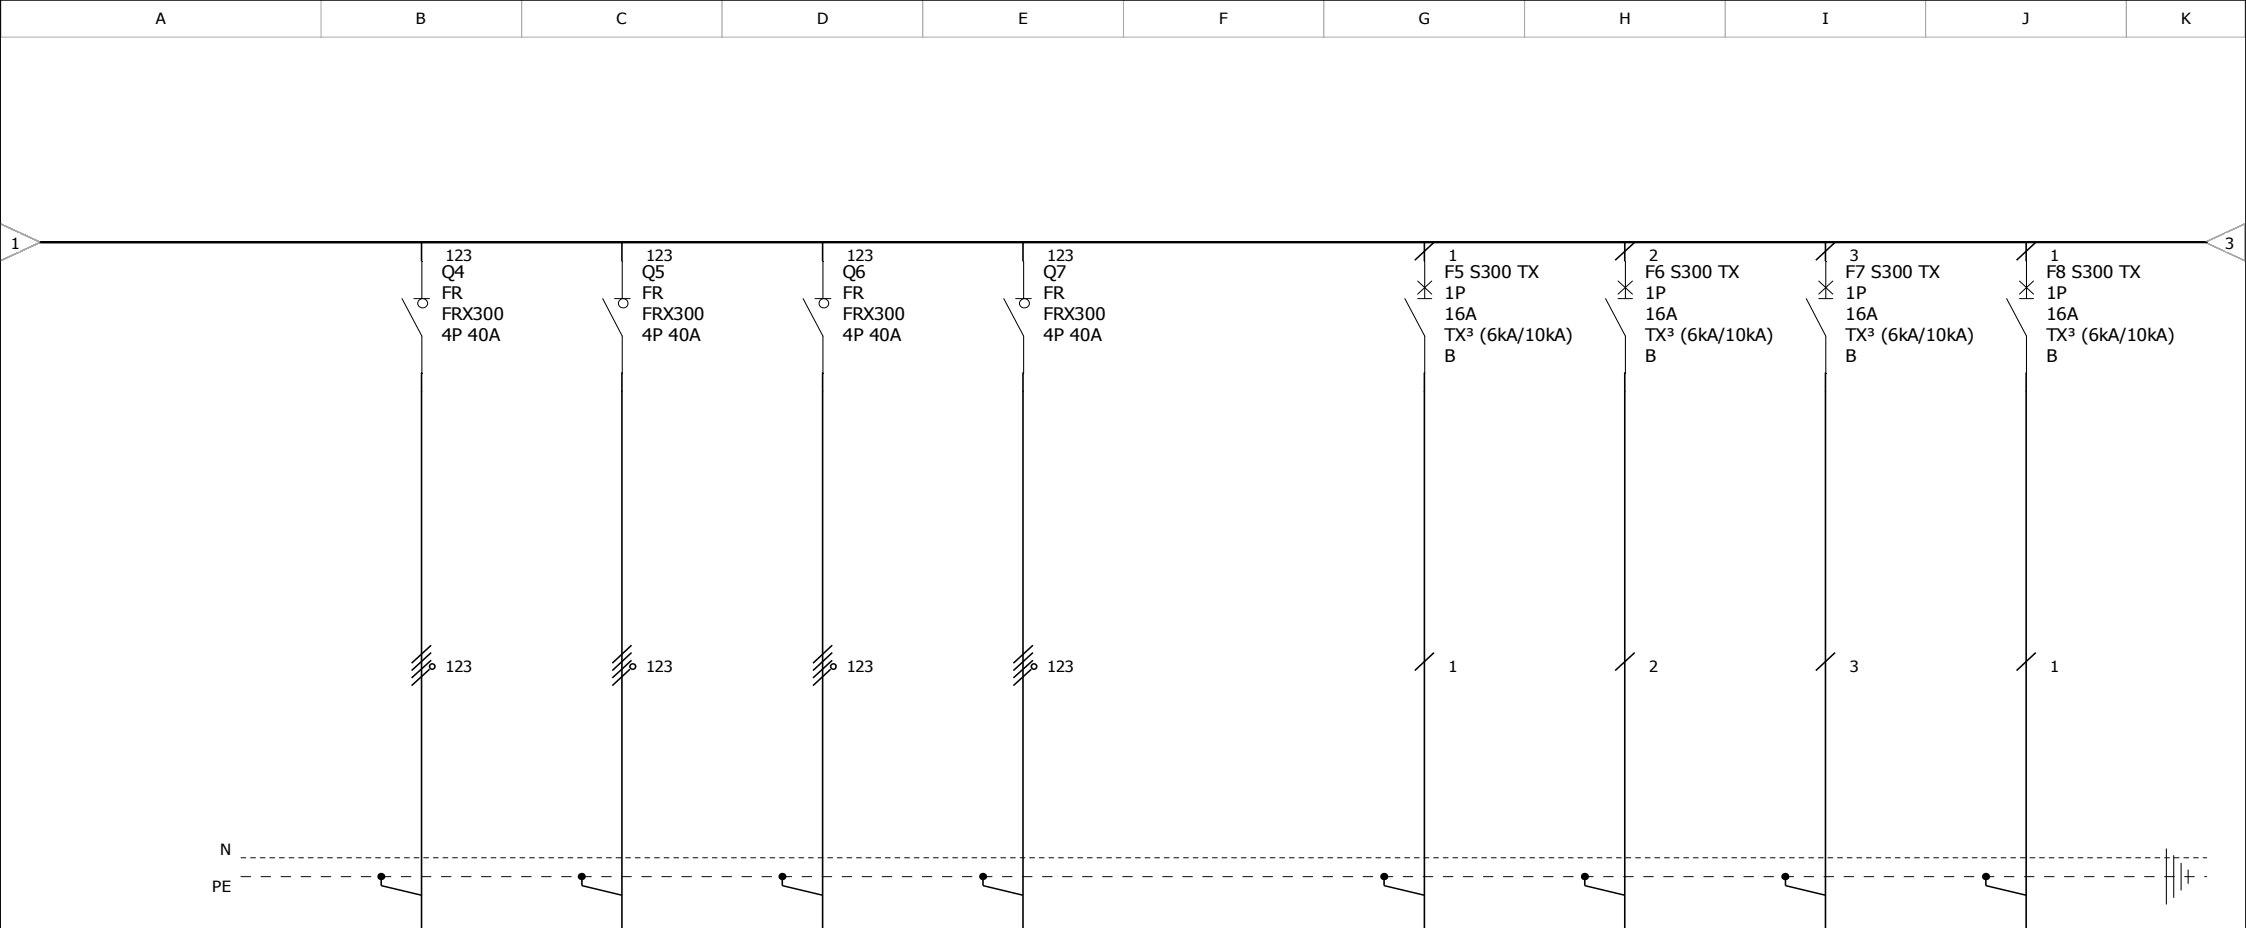 A B C D E F G H I J K
1 3
123 123 123 123 1 2 3 1
Q4
FR
FRX300
4P 40A
Q5
FR
FRX300
4P 40A
Q6
FR
FRX300
4P 40A
Q7
FR
FRX300
4P 40A
F5 S300 TX
1P
16A
TX³ (6kA/10kA)
B
F6 S300 TX
1P
16A
TX³ (6kA/10kA)
B
F7 S300 TX
1P
16A
TX³ (6kA/10kA)
B
F8 S300 TX
1P
16A
TX³ (6kA/10kA)
B
123 123 123 123 1 2 3 1
N
PE